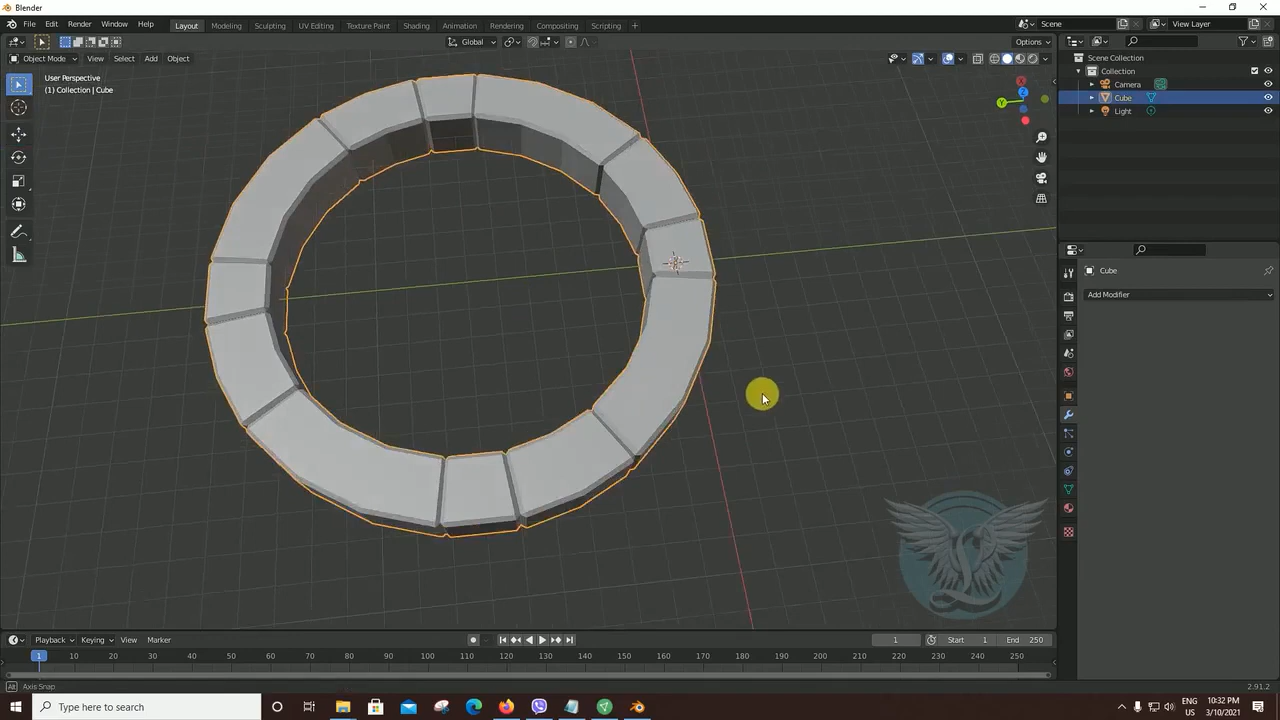 Blender
File Edit Render Window Help Layout Modeling Sculpting UV Editing Texture Paint Shading Animation Rendering Compositing Scripting + Scene View Layer
Global Options
Object Mode View Select Add Object
User Perspective
(1) Collection | Cube
Scene Collection
Collection
Camera
Cube
Light
Y
X
Z
Cube
Add Modifier
Playback Keying View Marker 1 Start 1 End 250
1 10 20 30 40 50 60 70 80 90 100 110 120 130 140 150 160 170 180 190 200 210 220 230 240 250
Axis Snap 2.91.2
Type here to search
ENG
US
10:32 PM
3/10/2021